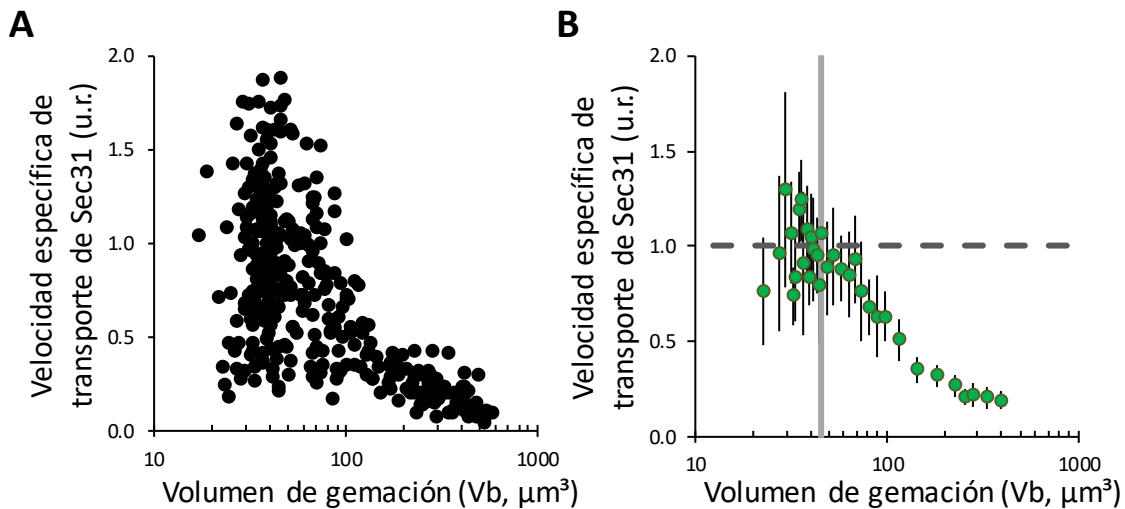 A
B
Velocidad específica de
transporte de Sec31 (u.r.)
2.0
1.5
1.0
0.5
0.0
10
100
1000
Volumen de gemación (Vb, µm³)
Velocidad específica de
transporte de Sec31 (u.r.)
2.0
1.5
1.0
0.5
0.0
10
100
1000
Volumen de gemación (Vb, µm³)